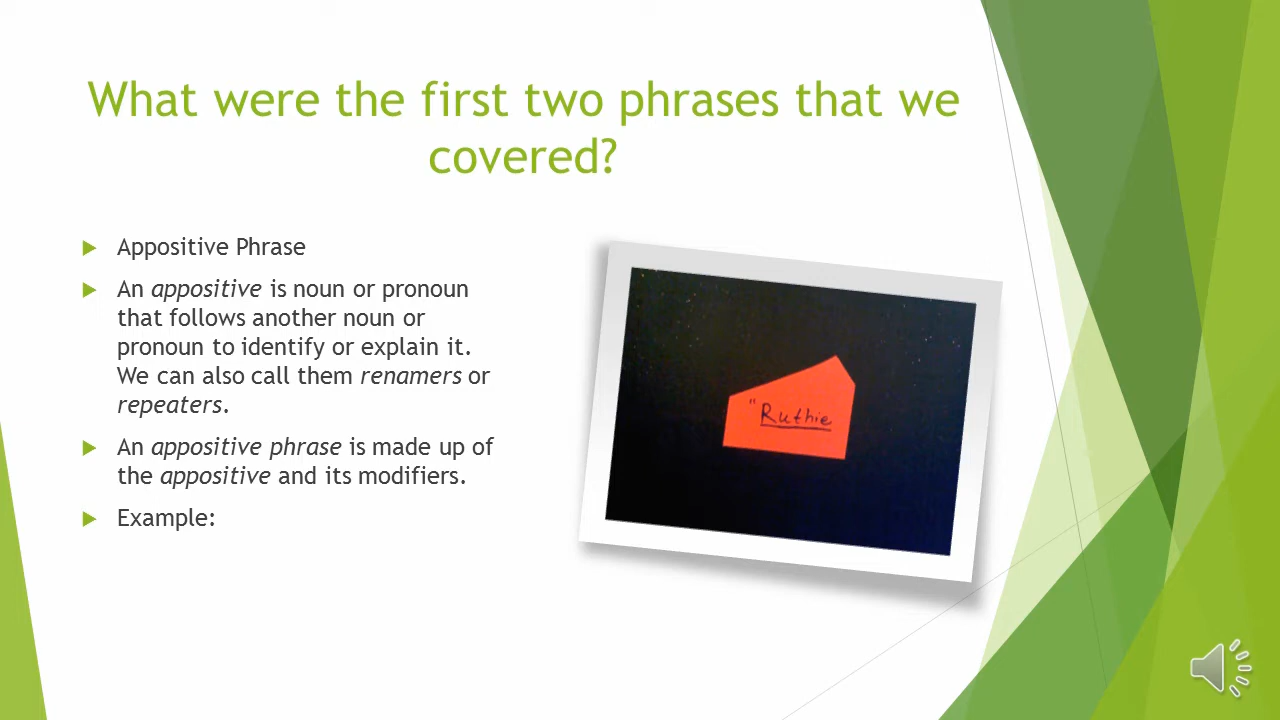 What were the first two phrases that we
covered?
Appositive Phrase
An appositive is noun or pronoun
that follows another noun or
pronoun to identify or explain it.
We can also call them renamers or
repeaters.
An appositive phrase is made up of
the appositive and its modifiers.
Example:
"Ruthie